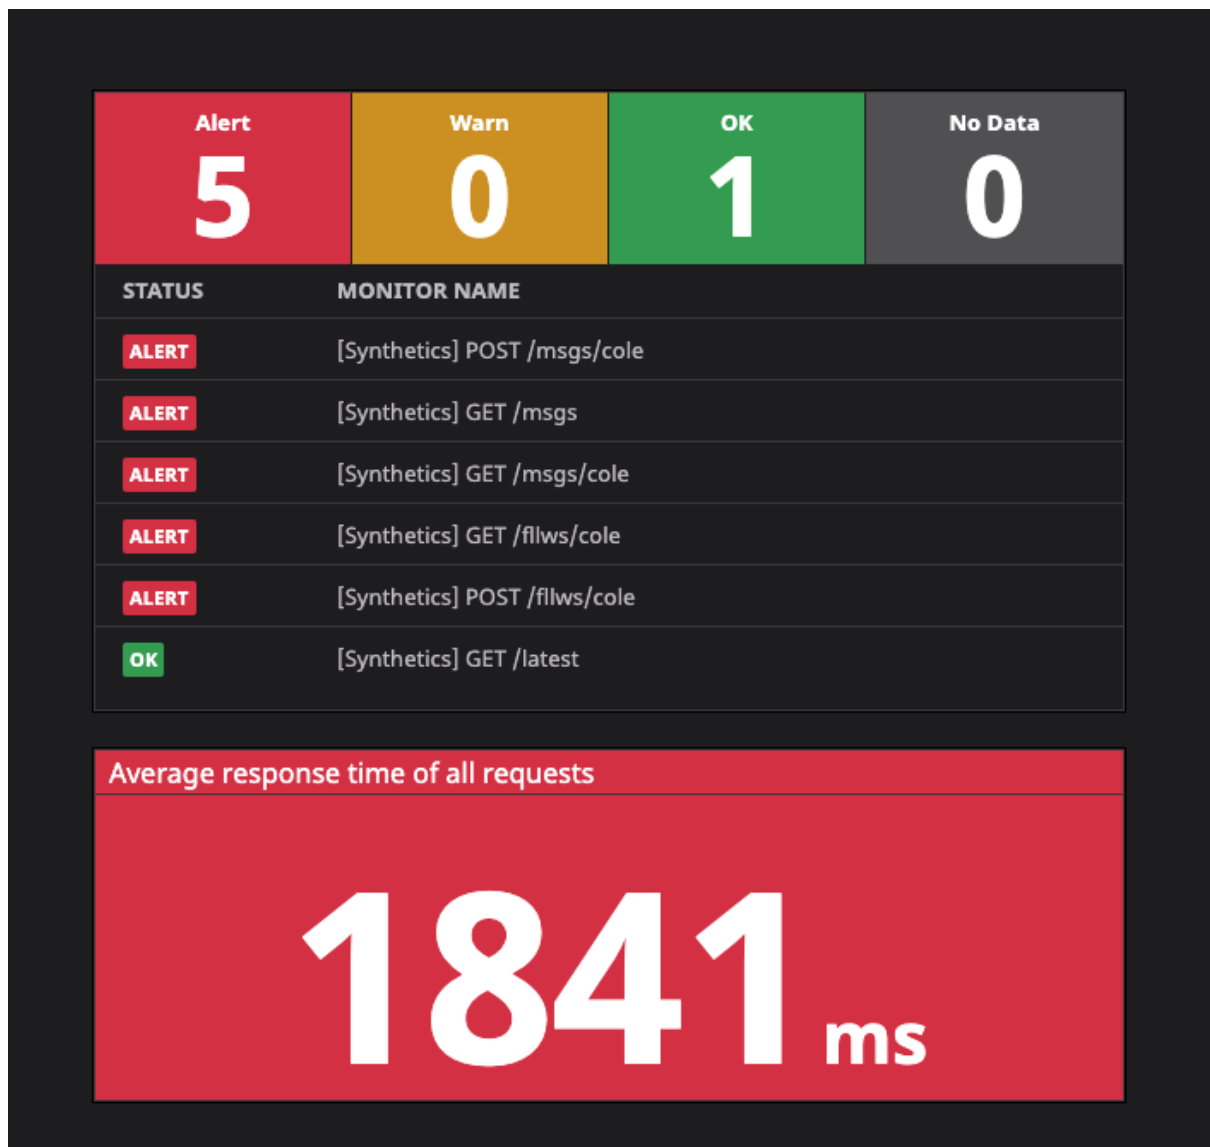 Alert Warn OK No Data
5 0 1 0
STATUS MONITOR NAME
ALERT [Synthetics] POST /msgs/cole
ALERT [Synthetics] GET /msgs
ALERT [Synthetics] GET /msgs/cole
ALERT [Synthetics] GET /fllws/cole
ALERT [Synthetics] POST /fllws/cole
OK [Synthetics] GET /latest
Average response time of all requests
1841 ms